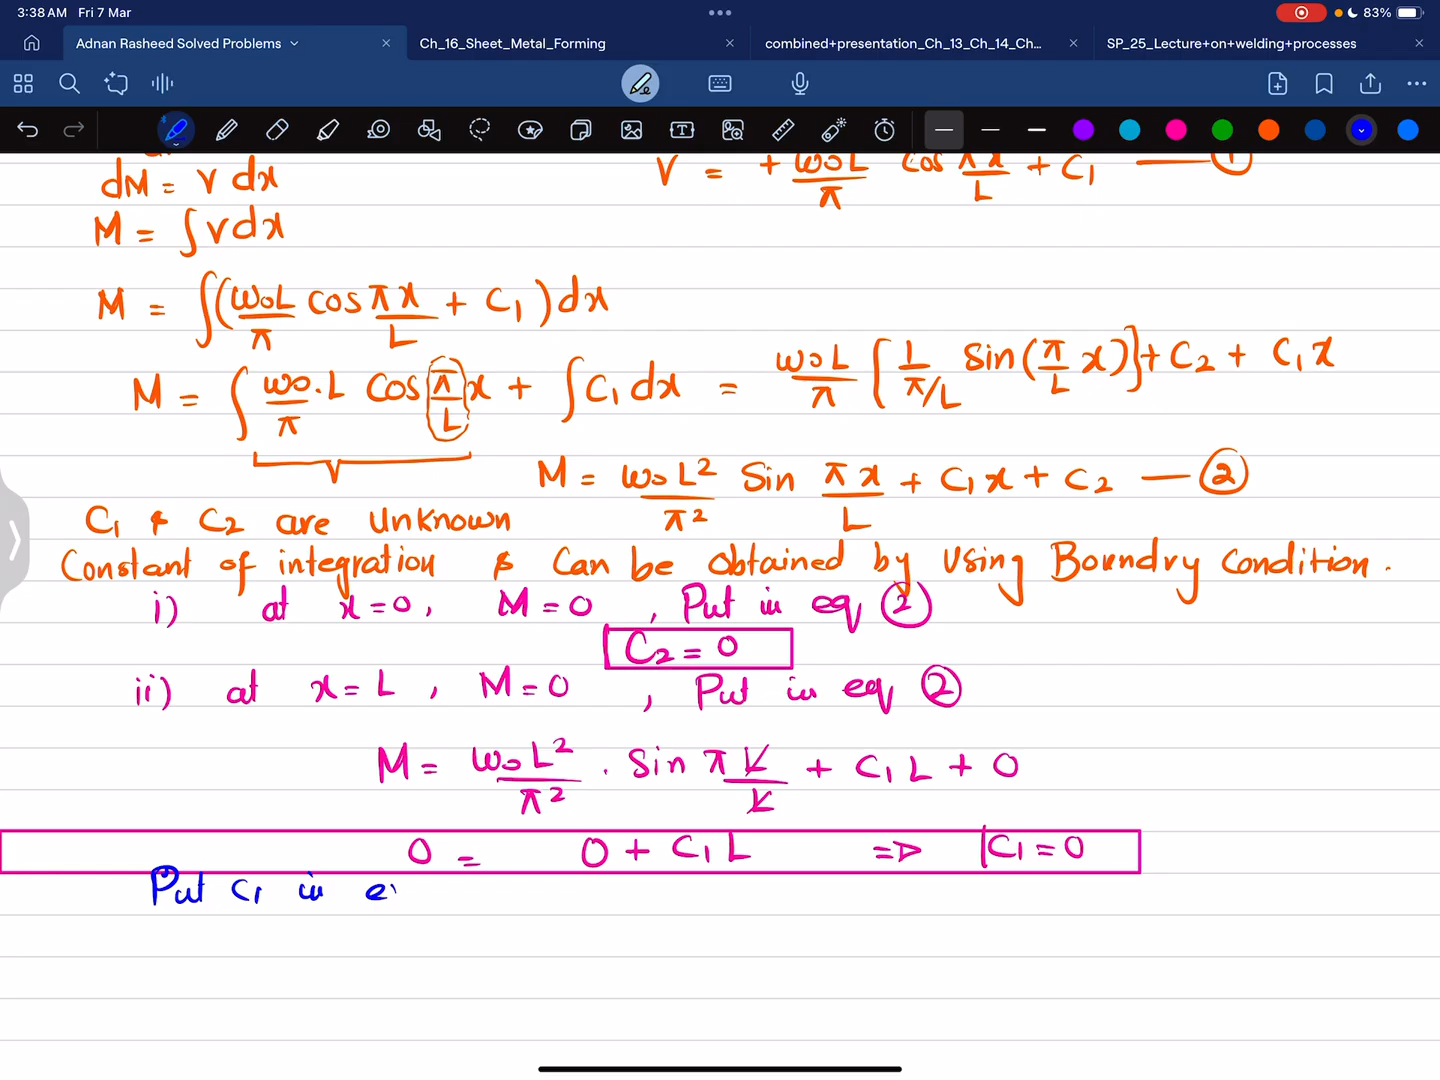 3:38 AM Fri 7 Mar 83%
Adnan Rasheed Solved Problems Ch_16_Sheet_Metal_Forming combined+presentation_Ch_13_Ch_14_Ch... SP_25_Lecture+on+welding+processes
dM = V dx
V = + w₀L/π cos πx/L + C₁ — ①
M = ∫Vdx
M = ∫(w₀L/π cos πx/L + C₁) dx
M = ∫ w₀.L/π Cos π/L x + ∫ C₁ dx = w₀L/π [1/π/L Sin(π/L x)] + C₂ + C₁x
M = w₀L²/π² Sin πx/L + C₁x + C₂ — ②
C₁ & C₂ are Unknown
Constant of integration & Can be obtained by Using Boundry Condition.
i) at x=0, M=0 , Put in eq ②
C₂ = 0
ii) at x=L , M=0 , Put in eq ②
M = w₀L²/π² . Sin π L/L + C₁L + 0
0 = 0 + C₁L => C₁=0
Put C₁ in e